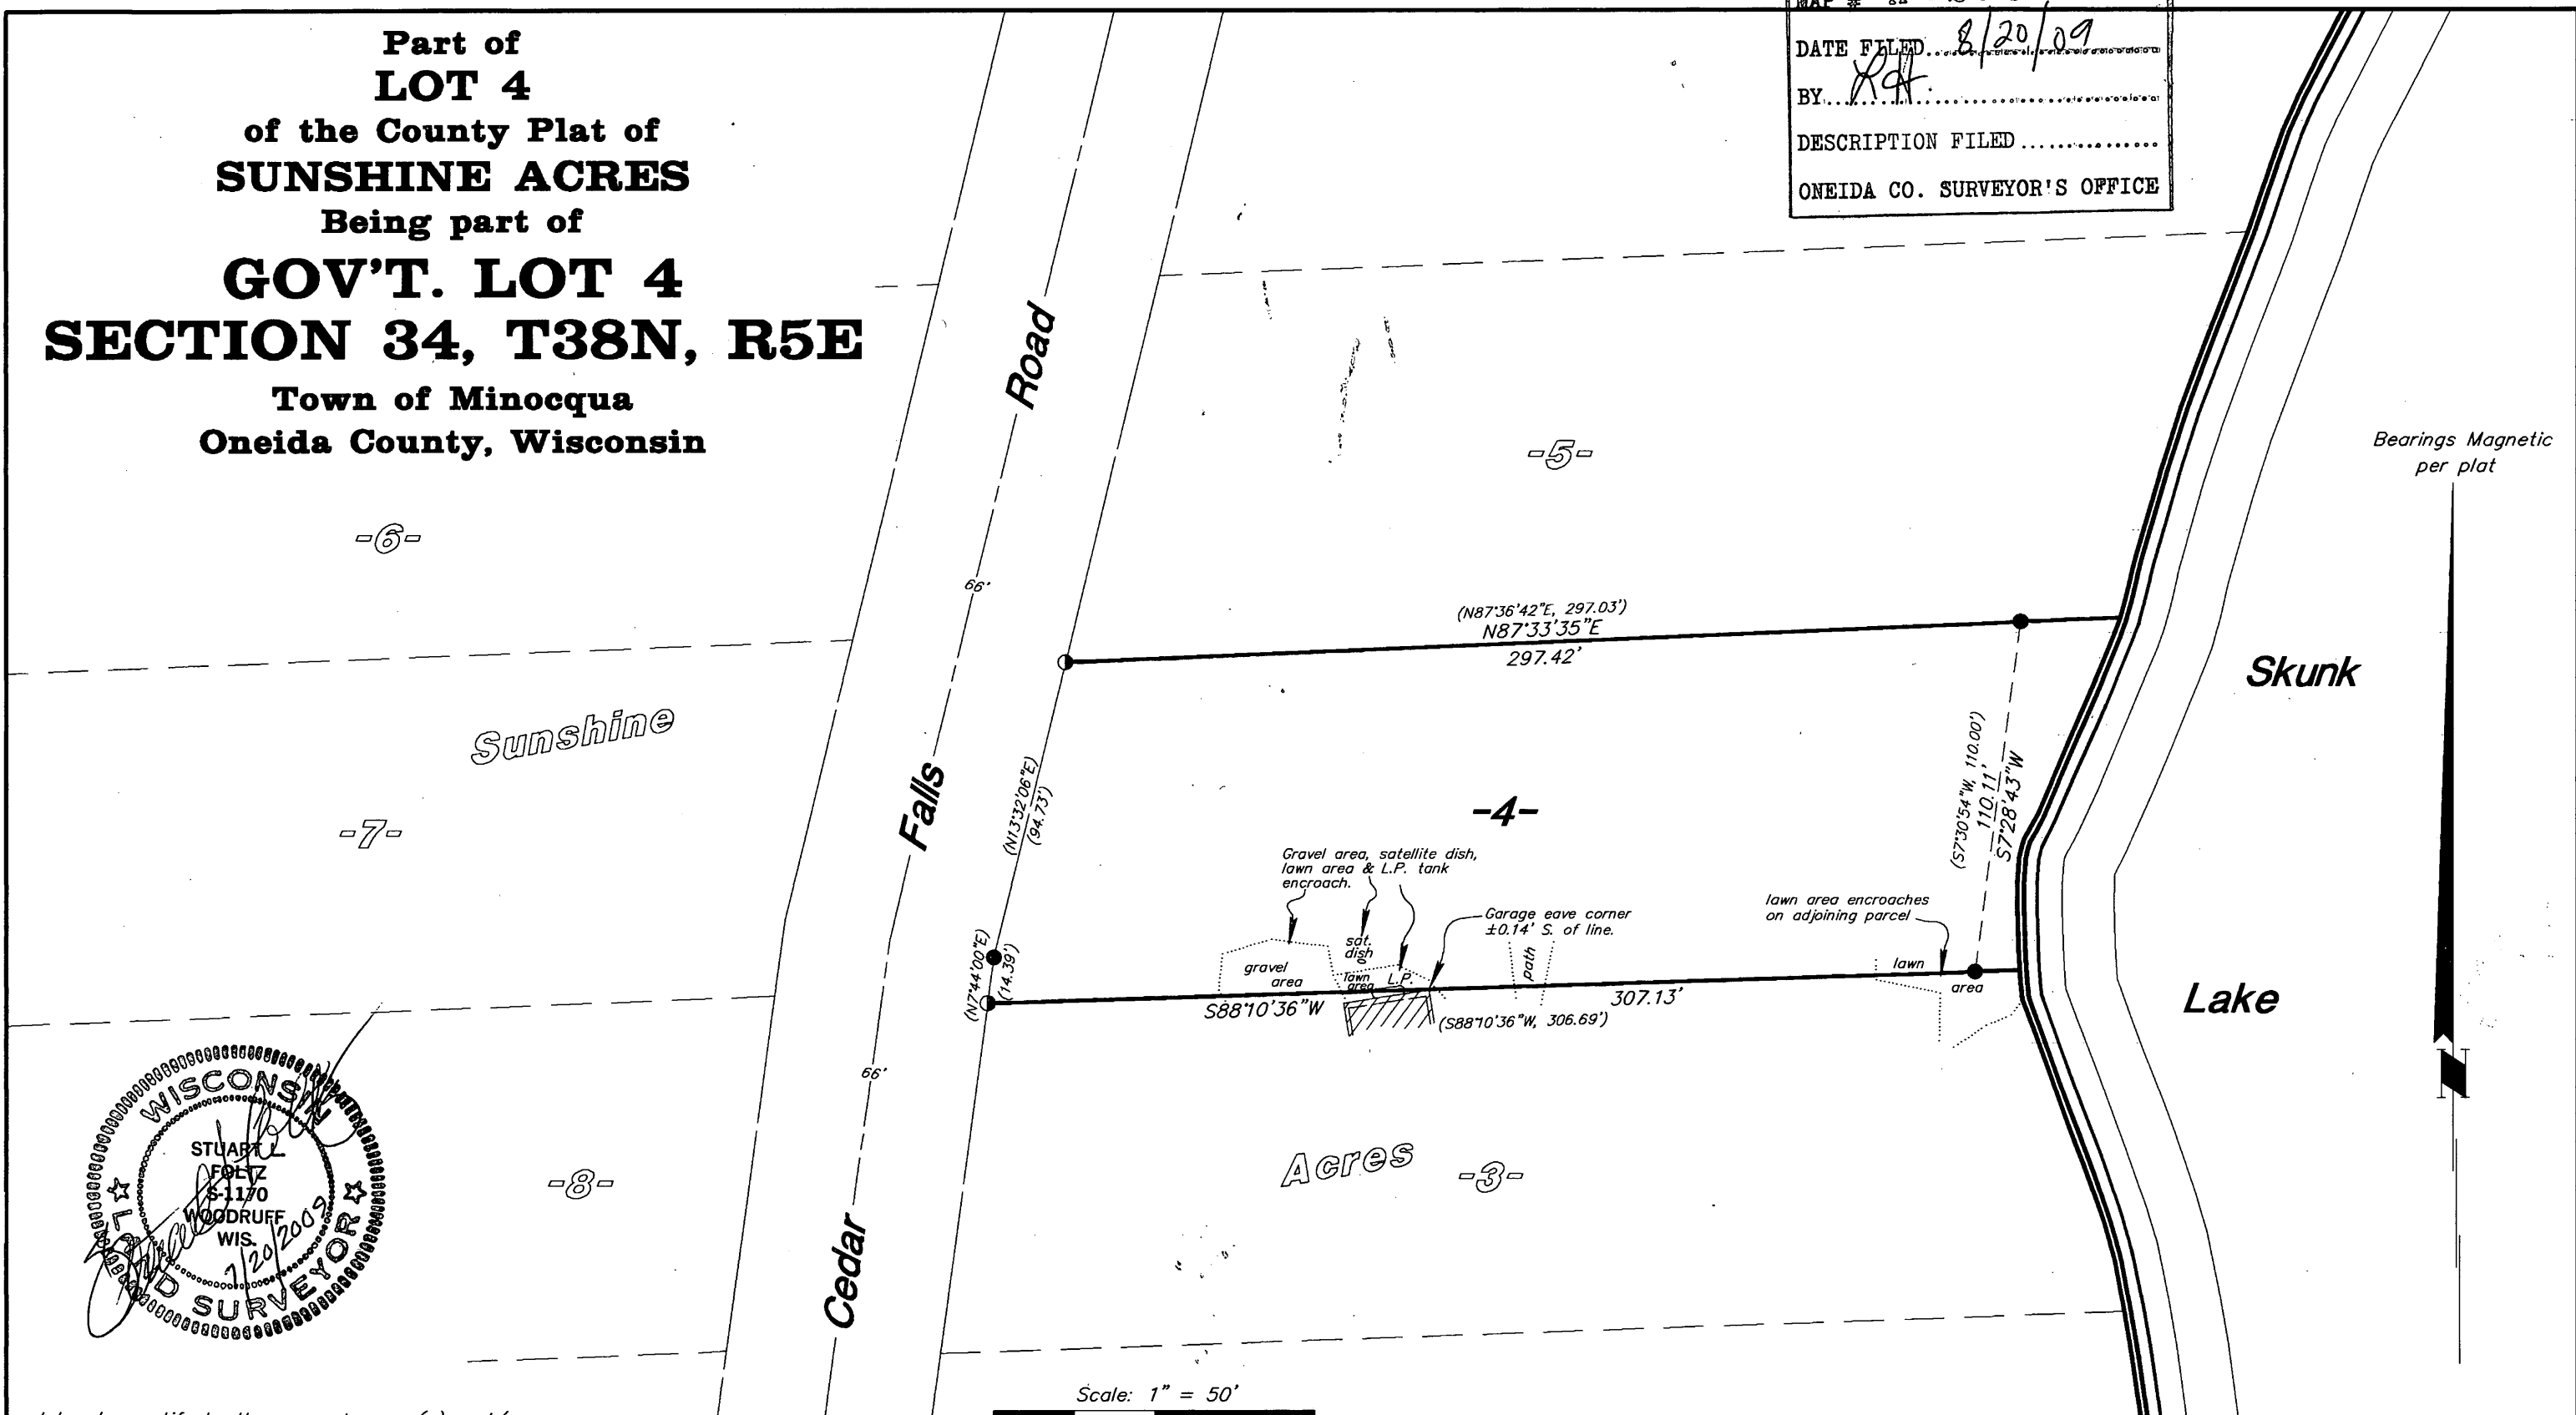 Part of
LOT 4
of the County Plat of
SUNSHINE ACRES
Being part of
GOV'T. LOT 4
SECTION 34, T38N, R5E
Town of Minocqua
Oneida County, Wisconsin
MAP #
DATE FILED 8/20/09
BY
DESCRIPTION FILED
ONEIDA CO. SURVEYOR'S OFFICE
Bearings Magnetic
per plat
N
-5-
-6-
-7-
-8-
-4-
-3-
Sunshine
Acres
Road
Falls
Cedar
66'
66'
Skunk
Lake
(N87°36'42"E, 297.03')
N87°33'35"E
297.42'
(N13°32'06"E)
(94.73')
(N7°44'00"E)
(14.39')
(S7°30'54"W, 110.00')
110.11'
S7°28'43"W
Gravel area, satellite dish,
lawn area & L.P. tank
encroach.
Garage eave corner
±0.14' S. of line.
lawn area encroaches
on adjoining parcel
gravel
area
sat.
dish
lawn
area
L.P.
path
lawn
area
S88°10'36"W
307.13'
(S88°10'36"W, 306.69')
WISCONSIN
STUART L.
FOLTZ
S-1170
WOODRUFF
WIS.
7/20/2009
LAND SURVEYOR
Scale: 1" = 50'